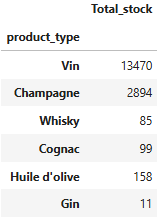 Total_stock
product_type
Vin 13470
Champagne 2894
Whisky 85
Cognac 99
Huile d'olive 158
Gin 11